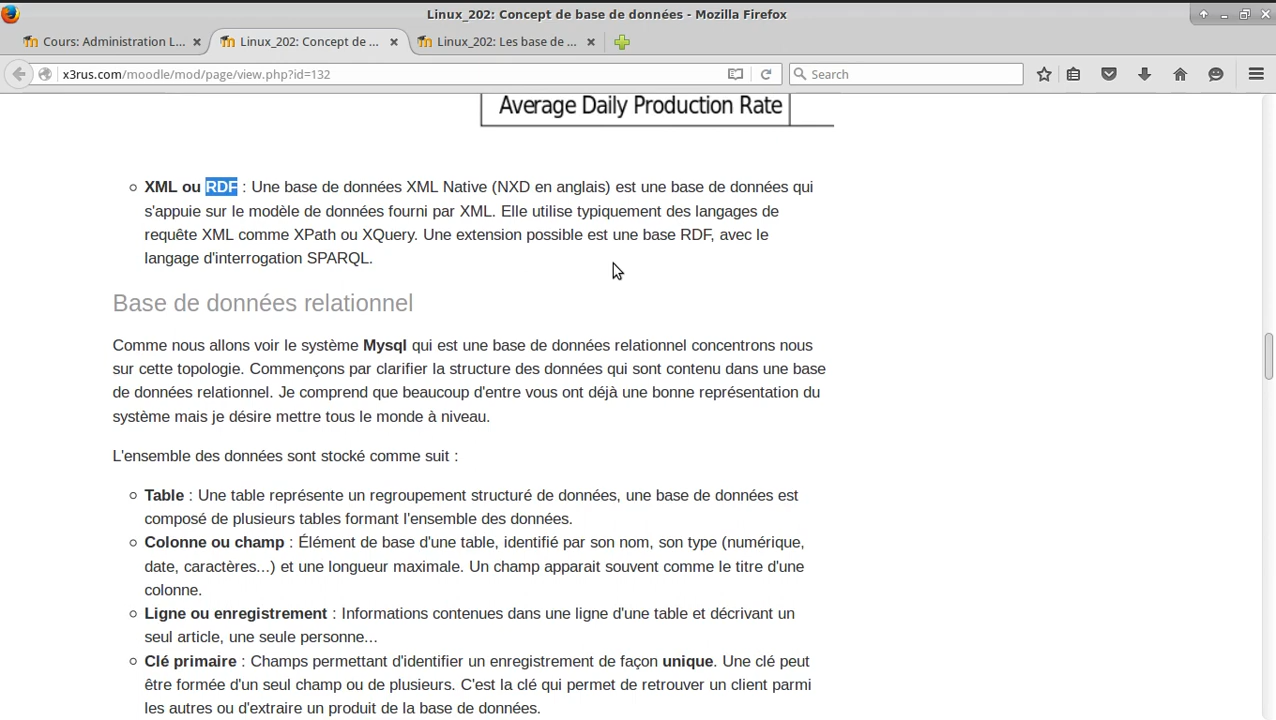 Linux_202: Concept de base de données - Mozilla Firefox
Cours: Administration L...
Linux_202: Concept de ...
Linux_202: Les base de ...
x3rus.com/moodle/mod/page/view.php?id=132
Search
Average Daily Production Rate
XML ou RDF : Une base de données XML Native (NXD en anglais) est une base de données qui
s'appuie sur le modèle de données fourni par XML. Elle utilise typiquement des langages de
requête XML comme XPath ou XQuery. Une extension possible est une base RDF, avec le
langage d'interrogation SPARQL.
Base de données relationnel
Comme nous allons voir le système Mysql qui est une base de données relationnel concentrons nous
sur cette topologie. Commençons par clarifier la structure des données qui sont contenu dans une base
de données relationnel. Je comprend que beaucoup d'entre vous ont déjà une bonne représentation du
système mais je désire mettre tous le monde à niveau.
L'ensemble des données sont stocké comme suit :
Table : Une table représente un regroupement structuré de données, une base de données est
composé de plusieurs tables formant l'ensemble des données.
Colonne ou champ : Élément de base d'une table, identifié par son nom, son type (numérique,
date, caractères...) et une longueur maximale. Un champ apparait souvent comme le titre d'une
colonne.
Ligne ou enregistrement : Informations contenues dans une ligne d'une table et décrivant un
seul article, une seule personne...
Clé primaire : Champs permettant d'identifier un enregistrement de façon unique. Une clé peut
être formée d'un seul champ ou de plusieurs. C'est la clé qui permet de retrouver un client parmi
les autres ou d'extraire un produit de la base de données.